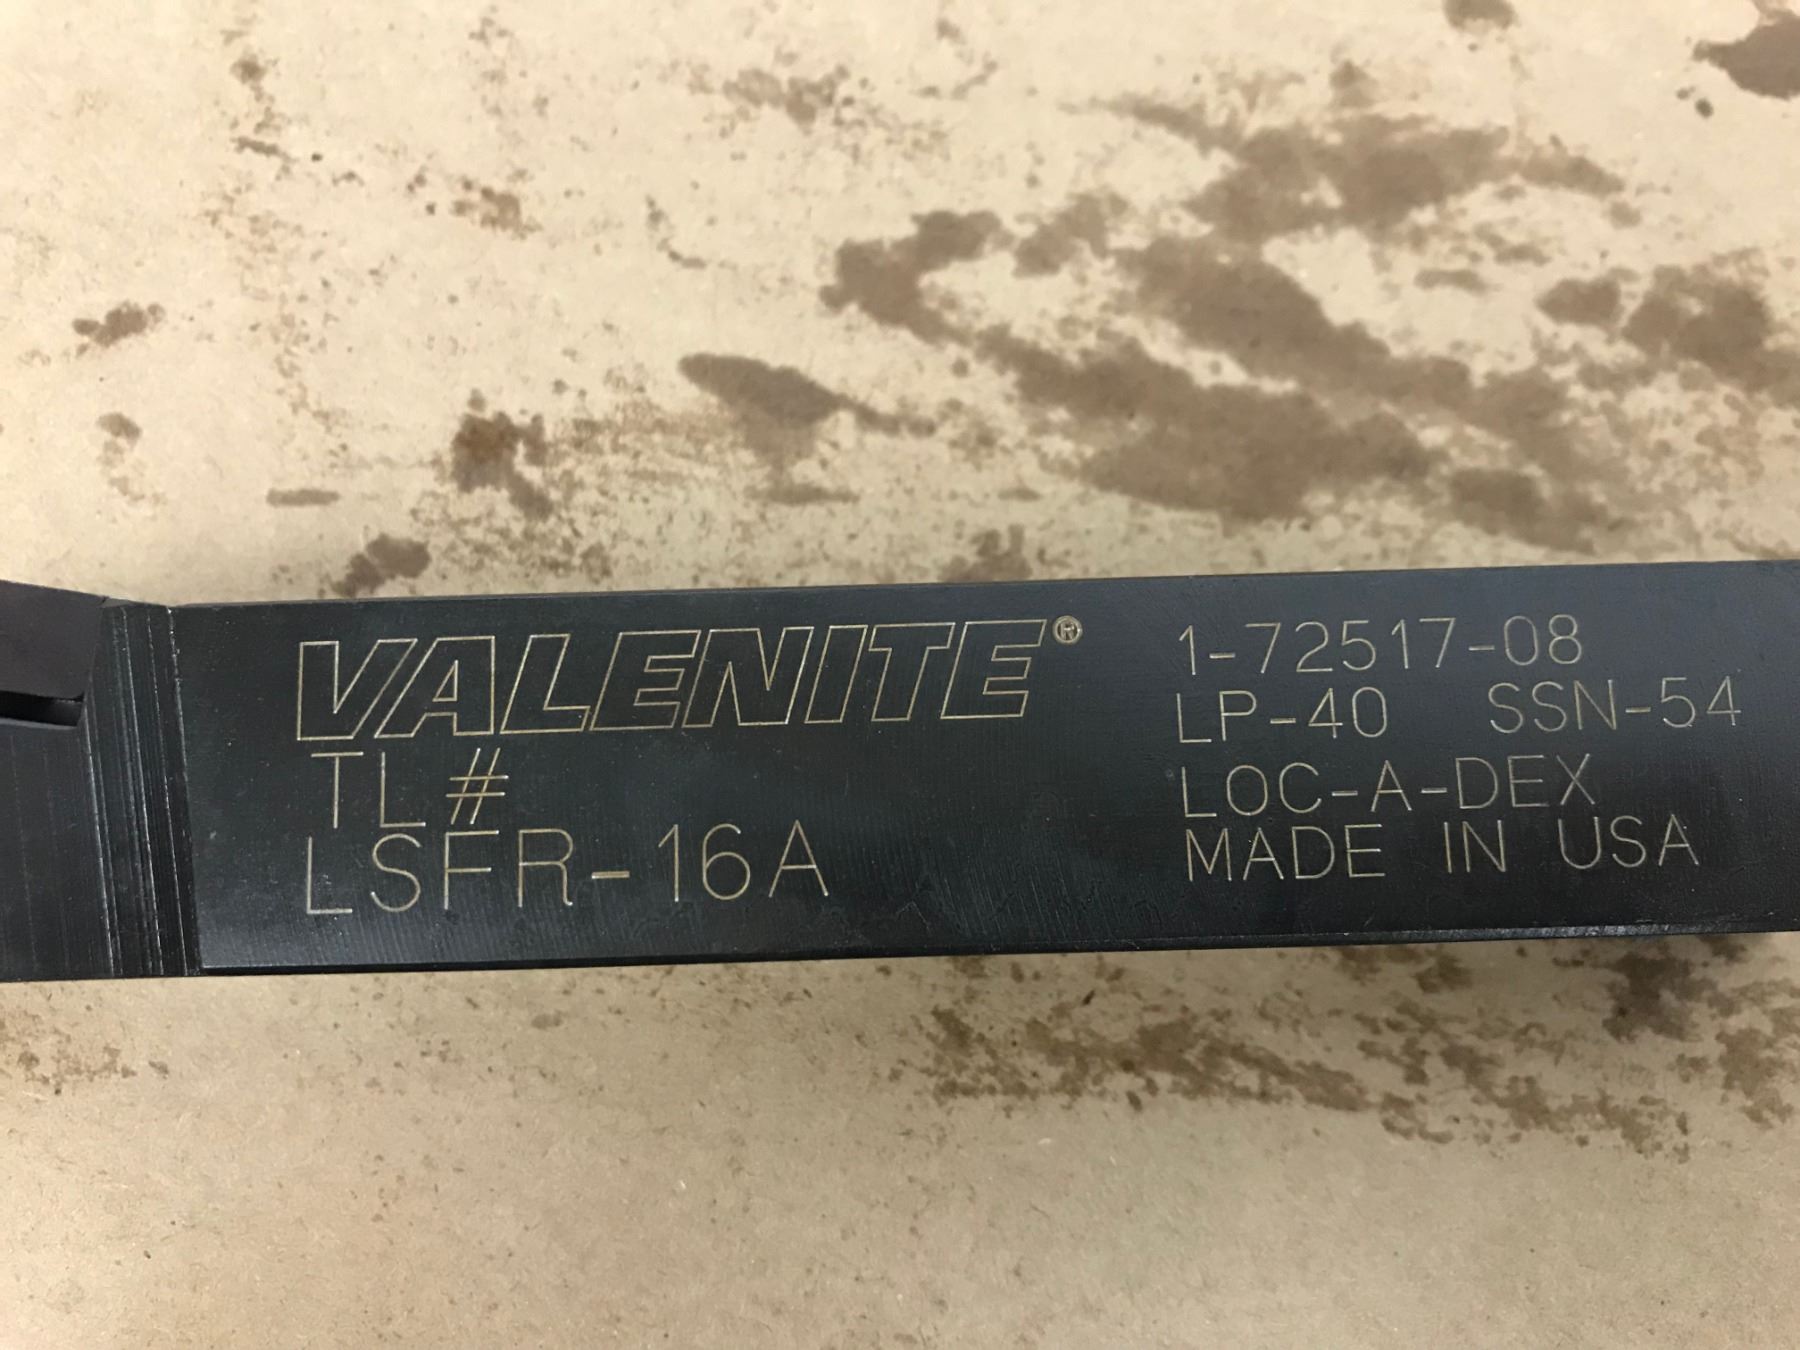 VALENITE®
TL#
LSFR-16A
1-72517-08
LP-40 SSN-54
LOC-A-DEX
MADE IN USA